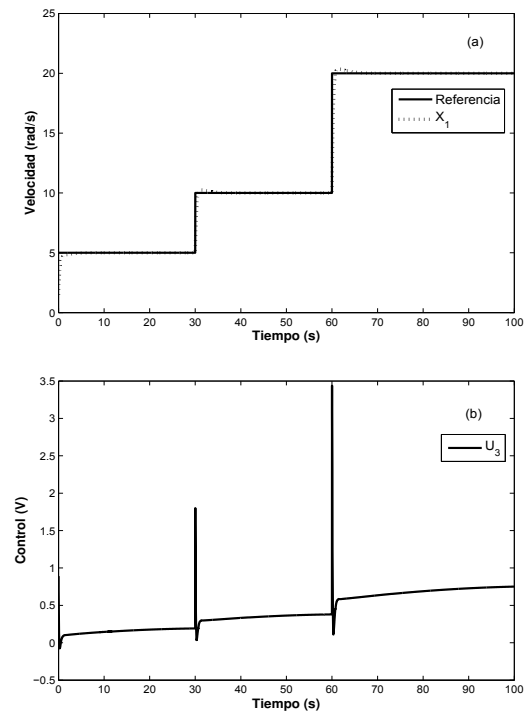 (a)
25
20
15
10
5
0
Velocidad (rad/s)
Referencia
X1
0 10 20 30 40 50 60 70 80 90 100
Tiempo (s)
(b)
3.5
3
2.5
2
1.5
1
0.5
0
−0.5
Control (V)
U3
0 10 20 30 40 50 60 70 80 90 100
Tiempo (s)